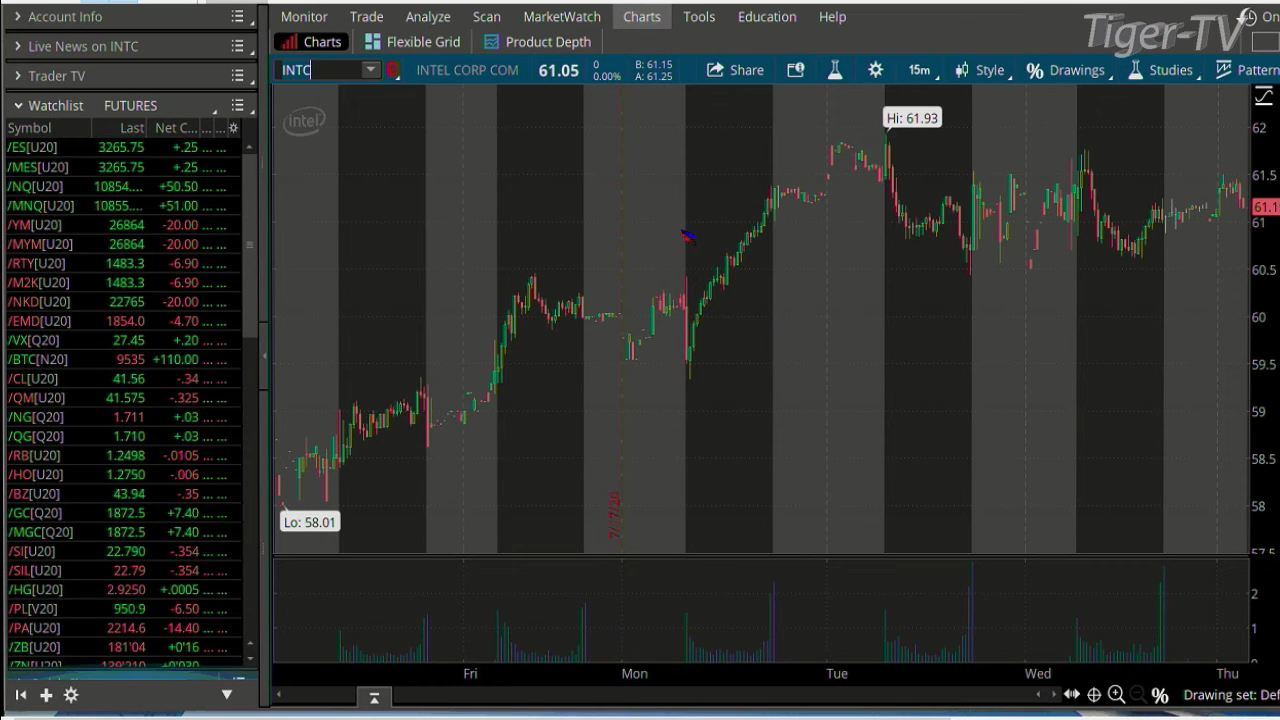 Monitor Trade Analyze Scan MarketWatch Charts Tools Education Help
Tiger-TV
On
Account Info
Live News on INTC
Trader TV
Watchlist FUTURES
Charts Flexible Grid Product Depth
INTC INTEL CORP COM 61.05 0 0.00% B: 61.15 A: 61.25 Share 15m Style Drawings Studies Pattern
Symbol Last Net C... ... ...
/ES[U20] 3265.75 +.25 ... ...
/MES[U20] 3265.75 +.25 ... ...
/NQ[U20] 10854.... +50.50 ... ...
/MNQ[U20] 10855.... +51.00 ... ...
/YM[U20] 26864 -20.00 ... ...
/MYM[U20] 26864 -20.00 ... ...
/RTY[U20] 1483.3 -6.90 ... ...
/M2K[U20] 1483.3 -6.90 ... ...
/NKD[U20] 22765 -20.00 ... ...
/EMD[U20] 1854.0 -4.70 ... ...
/VX[Q20] 27.45 +.20 ... ...
/BTC[N20] 9535 +110.00 ... ...
/CL[U20] 41.56 -.34 ... ...
/QM[U20] 41.575 -.325 ... ...
/NG[Q20] 1.711 +.03 ... ...
/QG[Q20] 1.710 +.03 ... ...
/RB[U20] 1.2498 -.0105 ... ...
/HO[U20] 1.2750 -.006 ... ...
/BZ[U20] 43.94 -.35 ... ...
/GC[Q20] 1872.5 +7.40 ... ...
/MGC[Q20] 1872.5 +7.40 ... ...
/SI[U20] 22.790 -.354 ... ...
/SIL[U20] 22.79 -.354 ... ...
/HG[U20] 2.9250 +.0005 ... ...
/PL[V20] 950.9 -6.50 ... ...
/PA[U20] 2214.6 -14.40 ... ...
/ZB[U20] 181'04 +0'16 ... ...
/ZN[U20] 139'210 +0'030 ... ...
intel
Hi: 61.93
Lo: 58.01
7/17/20
62
61.5
61.1
61
60.5
60
59.5
59
58.5
58
57.5
2
1
Fri Mon Tue Wed Thu
Drawing set: Def